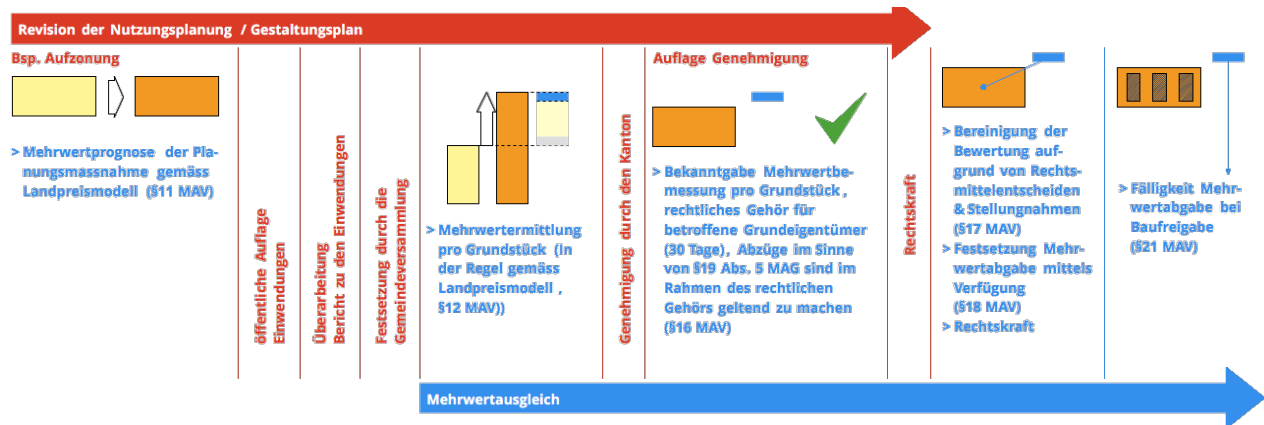 Revision der Nutzungsplanung / Gestaltungsplan
Bsp. Aufzonung
> Mehrwertprognose der Pla-
nungsmassnahme gemäss
Landpreismodell (§11 MAV)
öffentliche Auflage
Einwendungen
Überarbeitung
Bericht zu den Einwendungen
Festsetzung durch die
Gemeindeversammlung
> Mehrwertermittlung
pro Grundstück (in
der Regel gemäss
Landpreismodell ,
§12 MAV))
Genehmigung durch den Kanton
Auflage Genehmigung
> Bekanntgabe Mehrwertbe-
messung pro Grundstück ,
rechtliches Gehör für
betroffene Grundeigentümer
(30 Tage) , Abzüge im Sinne
von §19 Abs. 5 MAG sind im
Rahmen des rechtlichen
Gehörs geltend zu machen
(§16 MAV)
Rechtskraft
> Bereinigung der
Bewertung auf-
grund von Rechts-
mittelentscheiden
& Stellungnahmen
(§17 MAV)
> Festsetzung Mehr-
wertabgabe mittels
Verfügung
(§18 MAV)
> Rechtskraft
> Fälligkeit Mehr-
wertabgabe bei
Baufreigabe
(§21 MAV)
Mehrwertausgleich